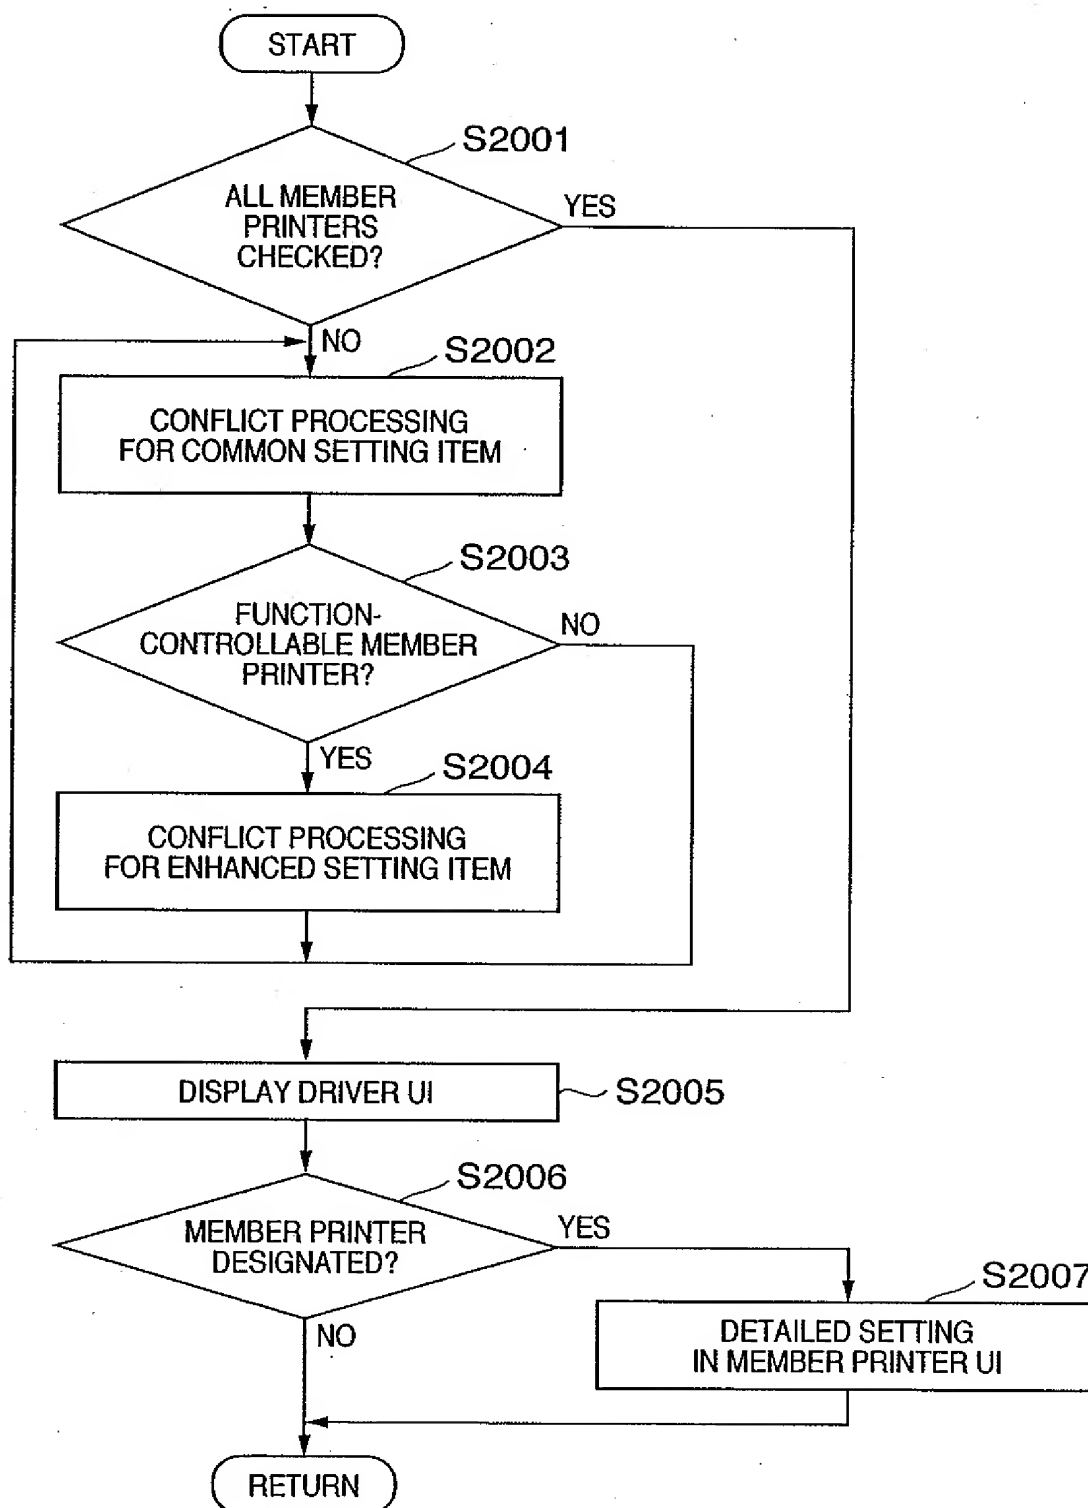 START
S2001
ALL MEMBER
PRINTERS
CHECKED?
YES
NO
S2002
CONFLICT PROCESSING
FOR COMMON SETTING ITEM
S2003
FUNCTION-
CONTROLLABLE MEMBER
PRINTER?
NO
YES
S2004
CONFLICT PROCESSING
FOR ENHANCED SETTING ITEM
DISPLAY DRIVER UI
S2005
S2006
MEMBER PRINTER
DESIGNATED?
YES
S2007
NO
DETAILED SETTING
IN MEMBER PRINTER UI
RETURN